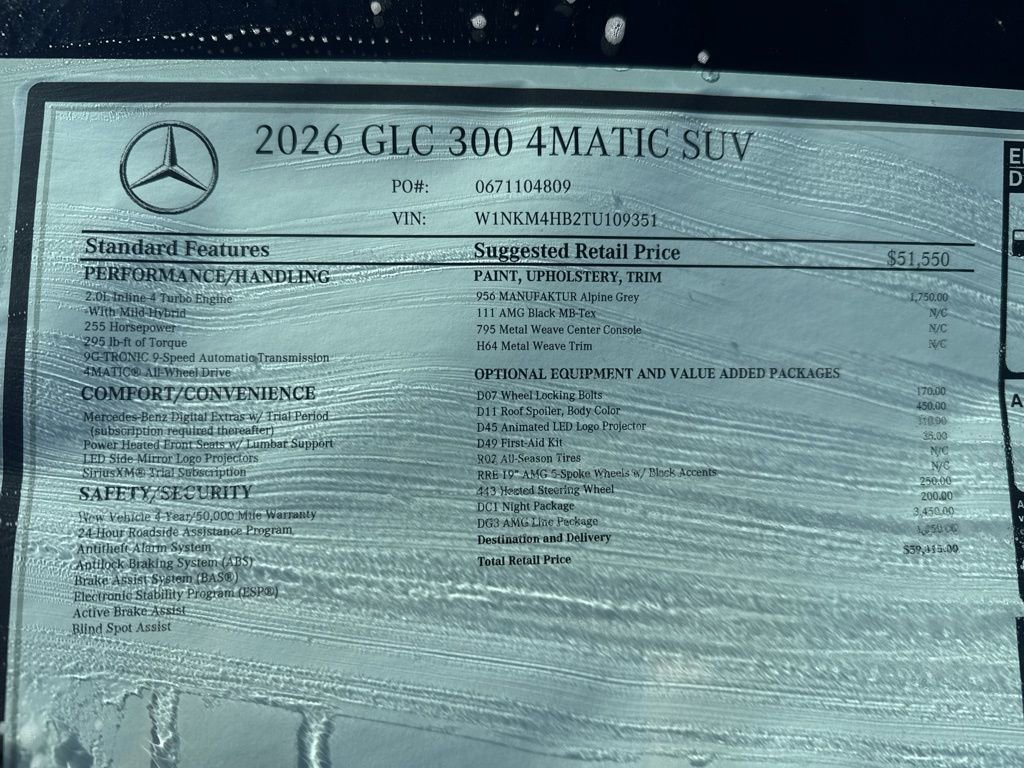 2026 GLC 300 4MATIC SUV
PO#: 0671104809
VIN: W1NKM4HB2TU109351
Standard Features
PERFORMANCE/HANDLING
2.0L Inline-4 Turbo Engine
-With Mild-Hybrid
255 Horsepower
295 lb-ft of Torque
9G-TRONIC 9-Speed Automatic Transmission
4MATIC® All-Wheel Drive
COMFORT/CONVENIENCE
Mercedes-Benz Digital Extras w/ Trial Period
(subscription required thereafter)
Power Heated Front Seats w/ Lumbar Support
LED Side Mirror Logo Projectors
SiriusXM® Trial Subscription
SAFETY/SECURITY
New Vehicle 4-Year/50,000 Mile Warranty
24-Hour Roadside Assistance Program
Antitheft Alarm System
Antilock Braking System (ABS)
Brake Assist System (BAS®)
Electronic Stability Program (ESP®)
Active Brake Assist
Blind Spot Assist
Suggested Retail Price $51,550
PAINT, UPHOLSTERY, TRIM
956 MANUFAKTUR Alpine Grey 1,750.00
111 AMG Black MB-Tex N/C
795 Metal Weave Center Console N/C
H64 Metal Weave Trim N/C
OPTIONAL EQUIPMENT AND VALUE ADDED PACKAGES
D07 Wheel Locking Bolts 170.00
D11 Roof Spoiler, Body Color 450.00
D45 Animated LED Logo Projector 110.00
D49 First-Aid Kit 35.00
R02 All-Season Tires N/C
RRE 19" AMG 5-Spoke Wheels w/ Black Accents N/C
443 Heated Steering Wheel 250.00
DC1 Night Package 200.00
DG3 AMG Line Package 3,450.00
Destination and Delivery
Total Retail Price